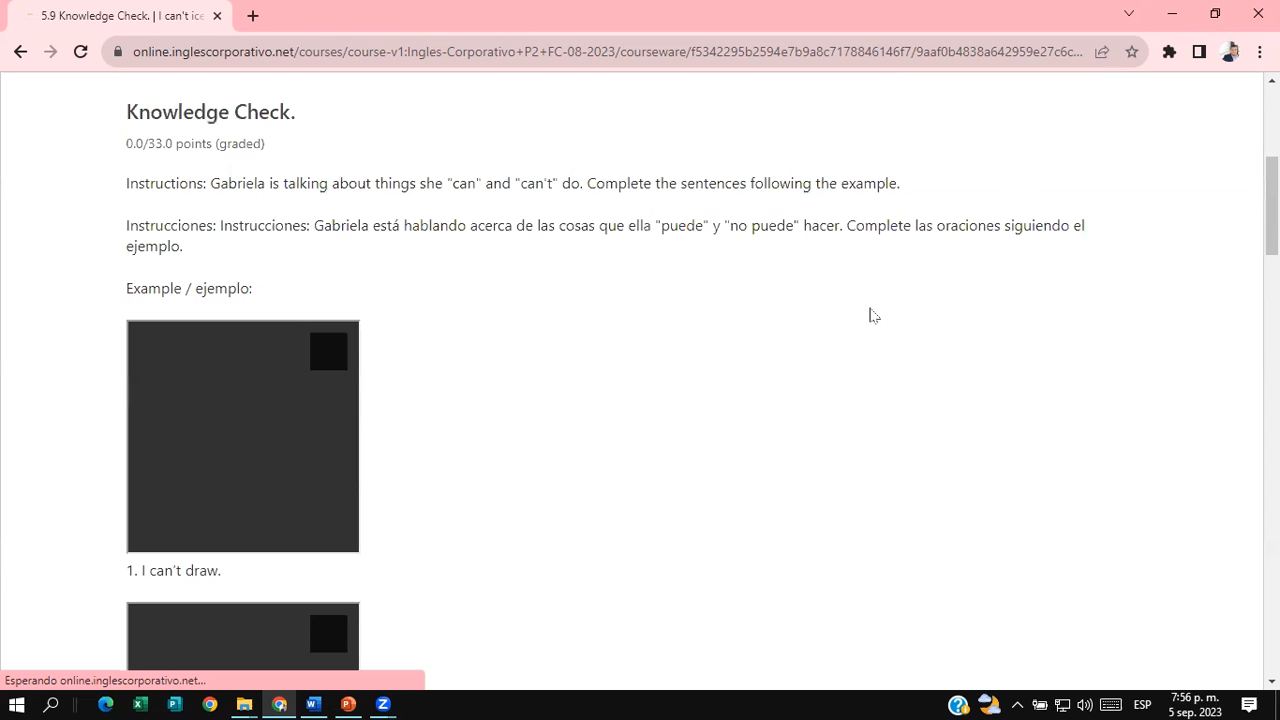 5.9 Knowledge Check. | I can't ice
online.inglescorporativo.net/courses/course-v1:Ingles-Corporativo+P2+FC-08-2023/courseware/f5342295b2594e7b9a8c7178846146f7/9aaf0b4838a642959e27c6c...
Knowledge Check.
0.0/33.0 points (graded)
Instructions: Gabriela is talking about things she "can" and "can't" do. Complete the sentences following the example.
Instrucciones: Instrucciones: Gabriela está hablando acerca de las cosas que ella "puede" y "no puede" hacer. Complete las oraciones siguiendo el
ejemplo.
Example / ejemplo:
1. I can't draw.
Esperando online.inglescorporativo.net...
ESP
7:56 p. m.
5 sep. 2023